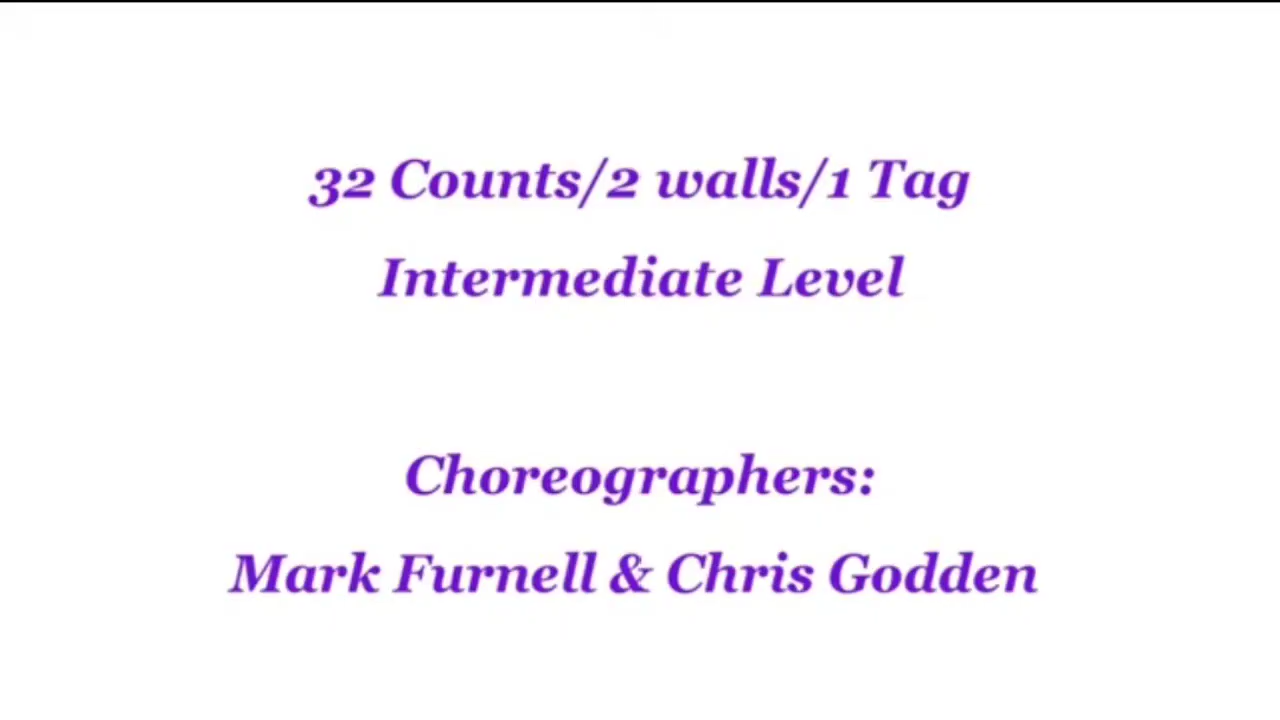 32 Counts/2 walls/1 Tag
Intermediate Level
Choreographers:
Mark Furnell & Chris Godden